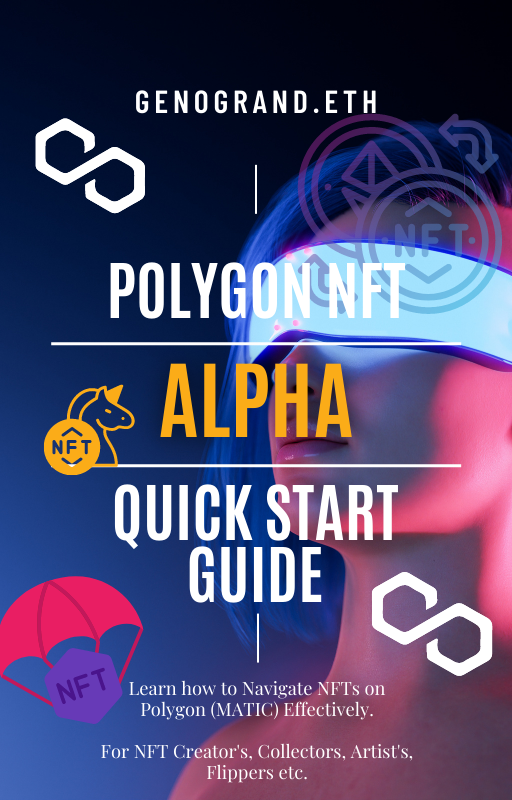 GENOGRAND.ETH
NFT
POLYGON NFT
ALPHA
NFT
QUICK START
GUIDE
NFT
Learn how to Navigate NFTs on
Polygon (MATIC) Effectively.
For NFT Creator's, Collectors, Artist's,
Flippers etc.